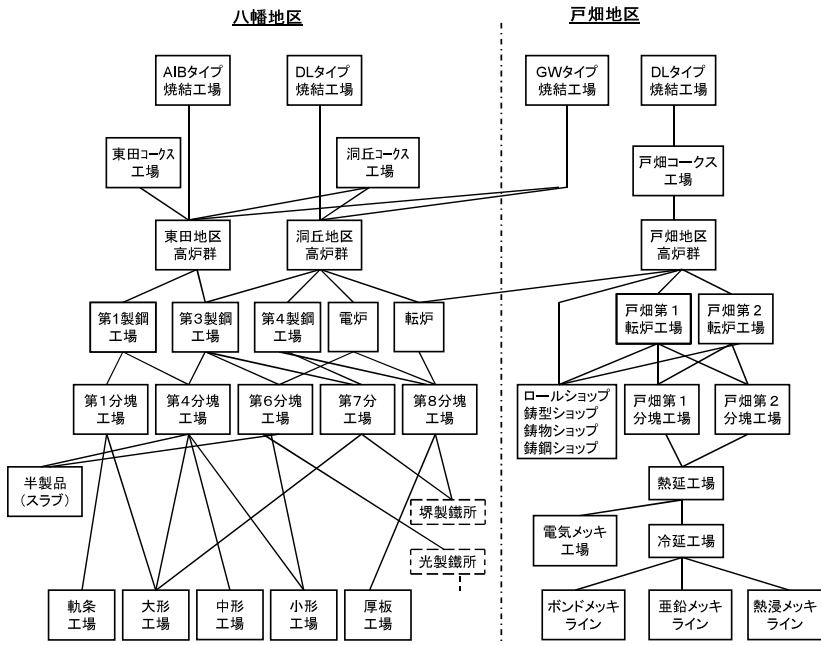 八幡地区
戸畑地区
AIBタイプ
焼結工場
DLタイプ
焼結工場
GWタイプ
焼結工場
DLタイプ
焼結工場
東田コークス
工場
洞丘コークス
工場
戸畑コークス
工場
東田地区
高炉群
洞丘地区
高炉群
戸畑地区
高炉群
第1製鋼
工場
第3製鋼
工場
第4製鋼
工場
電炉
転炉
戸畑第１
転炉工場
戸畑第２
転炉工場
第１分塊
工場
第４分塊
工場
第６分塊
工場
第７分
工場
第８分塊
工場
ロールショップ
鋳型ショップ
鋳物ショップ
鋳鋼ショップ
戸畑第１
分塊工場
戸畑第２
分塊工場
半製品
（スラブ）
堺製鐵所
熱延工場
電気メッキ
工場
冷延工場
光製鐵所
軌条
工場
大形
工場
中形
工場
小形
工場
厚板
工場
ボンドメッキ
ライン
亜鉛メッキ
ライン
熱浸メッキ
ライン